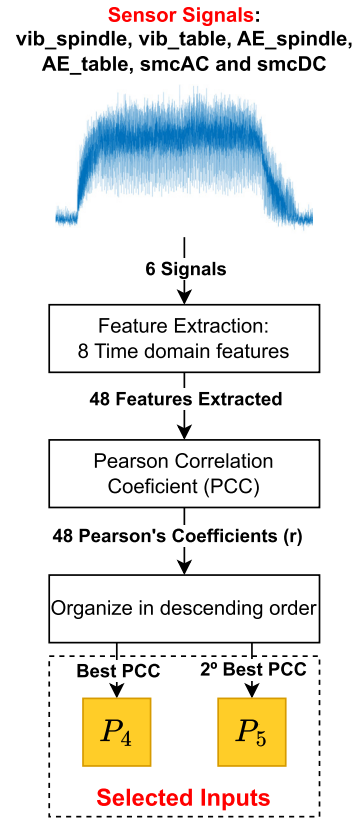 Sensor Signals:
vib_spindle, vib_table, AE_spindle,
AE_table, smcAC and smcDC
6 Signals
Feature Extraction:
8 Time domain features
48 Features Extracted
Pearson Correlation
Coeficient (PCC)
48 Pearson's Coefficients (r)
Organize in descending order
Best PCC
2º Best PCC
P4
P5
Selected Inputs